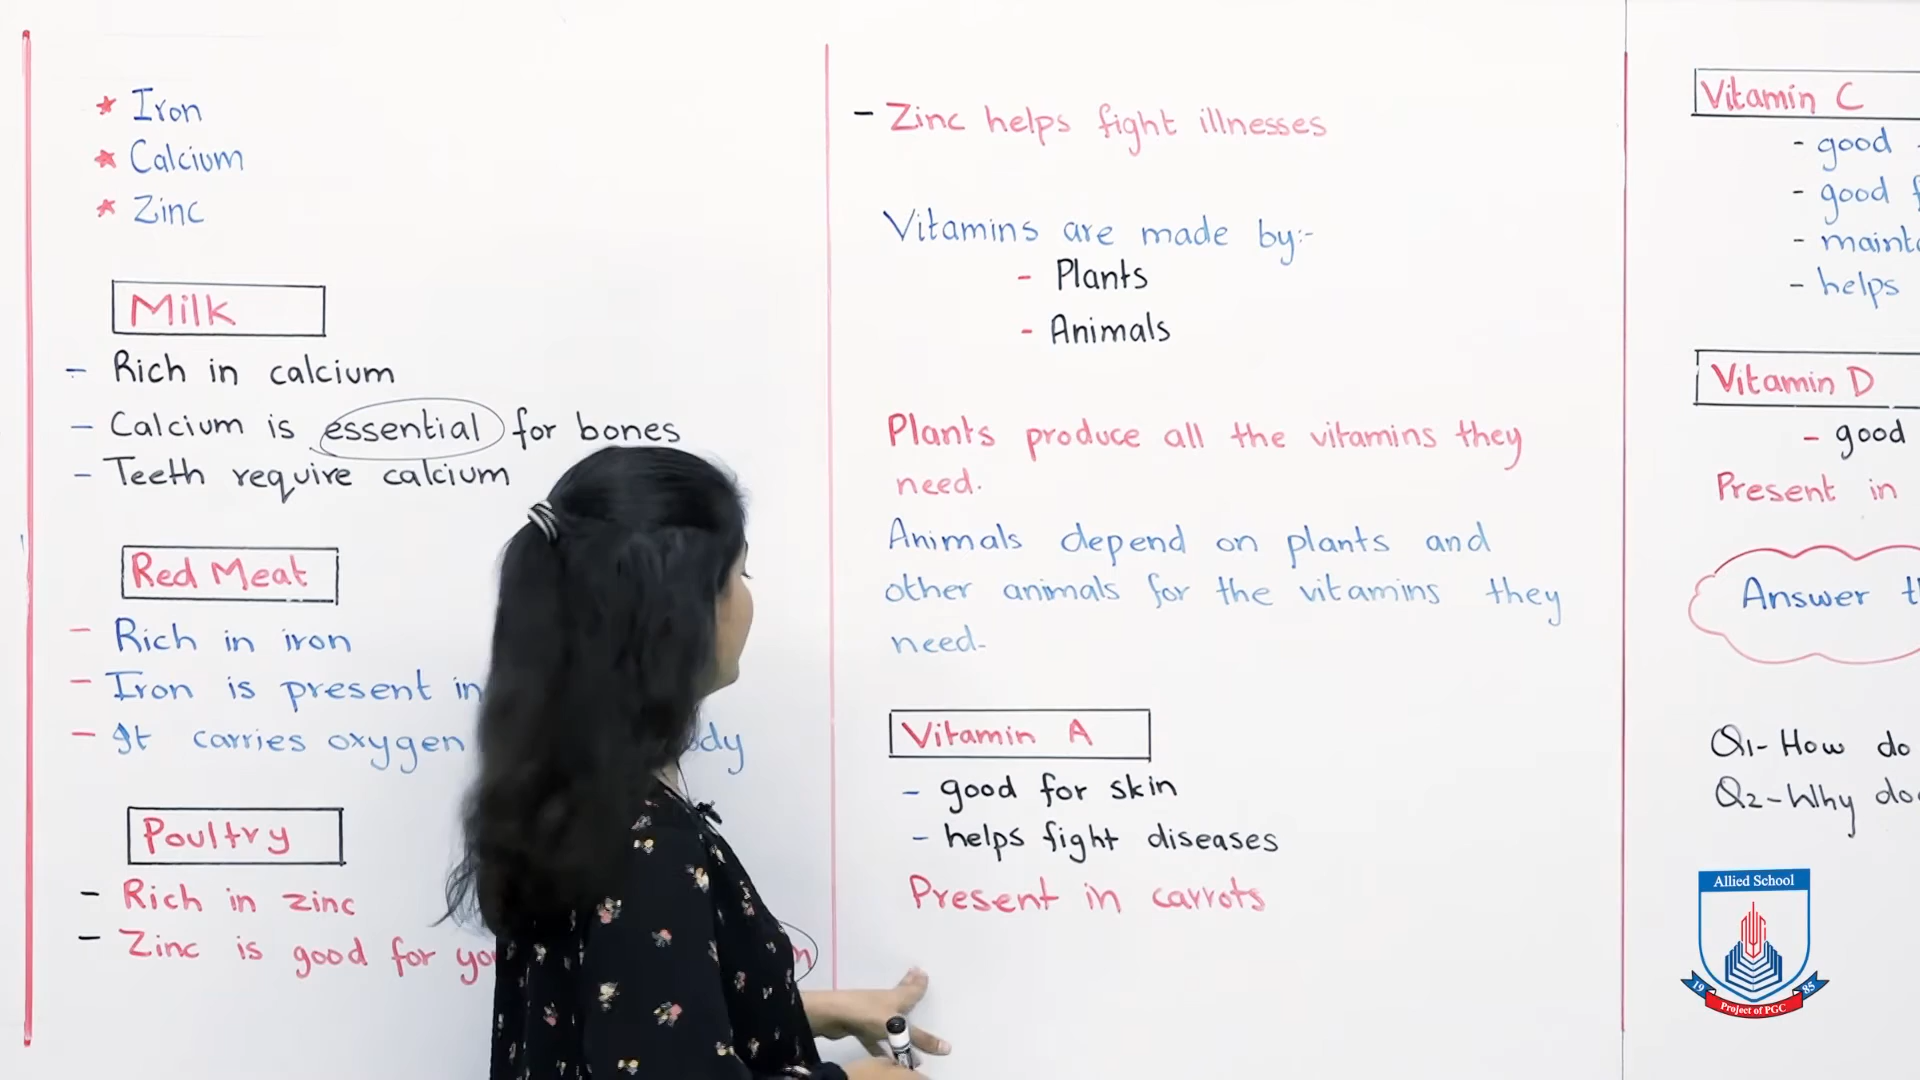 * Iron
* Calcium
* Zinc
Milk
- Rich in calcium
- Calcium is essential for bones
- Teeth require calcium
Red Meat
- Rich in iron
- Iron is present in
- It carries oxygen
Poultry
- Rich in zinc
- Zinc is good for
- Zinc helps fight illnesses
Vitamins are made by:-
- Plants
- Animals
Plants produce all the vitamins they
need.
Animals depend on plants and
other animals for the vitamins they
need.
Vitamin A
- good for skin
- helps fight diseases
Present in carrots
Vitamin C
- good
- good
-
- helps
Vitamin D
- good
Present in
Answer
Q1- How do
Q2- Why
Allied School
19 85
Project of PGC